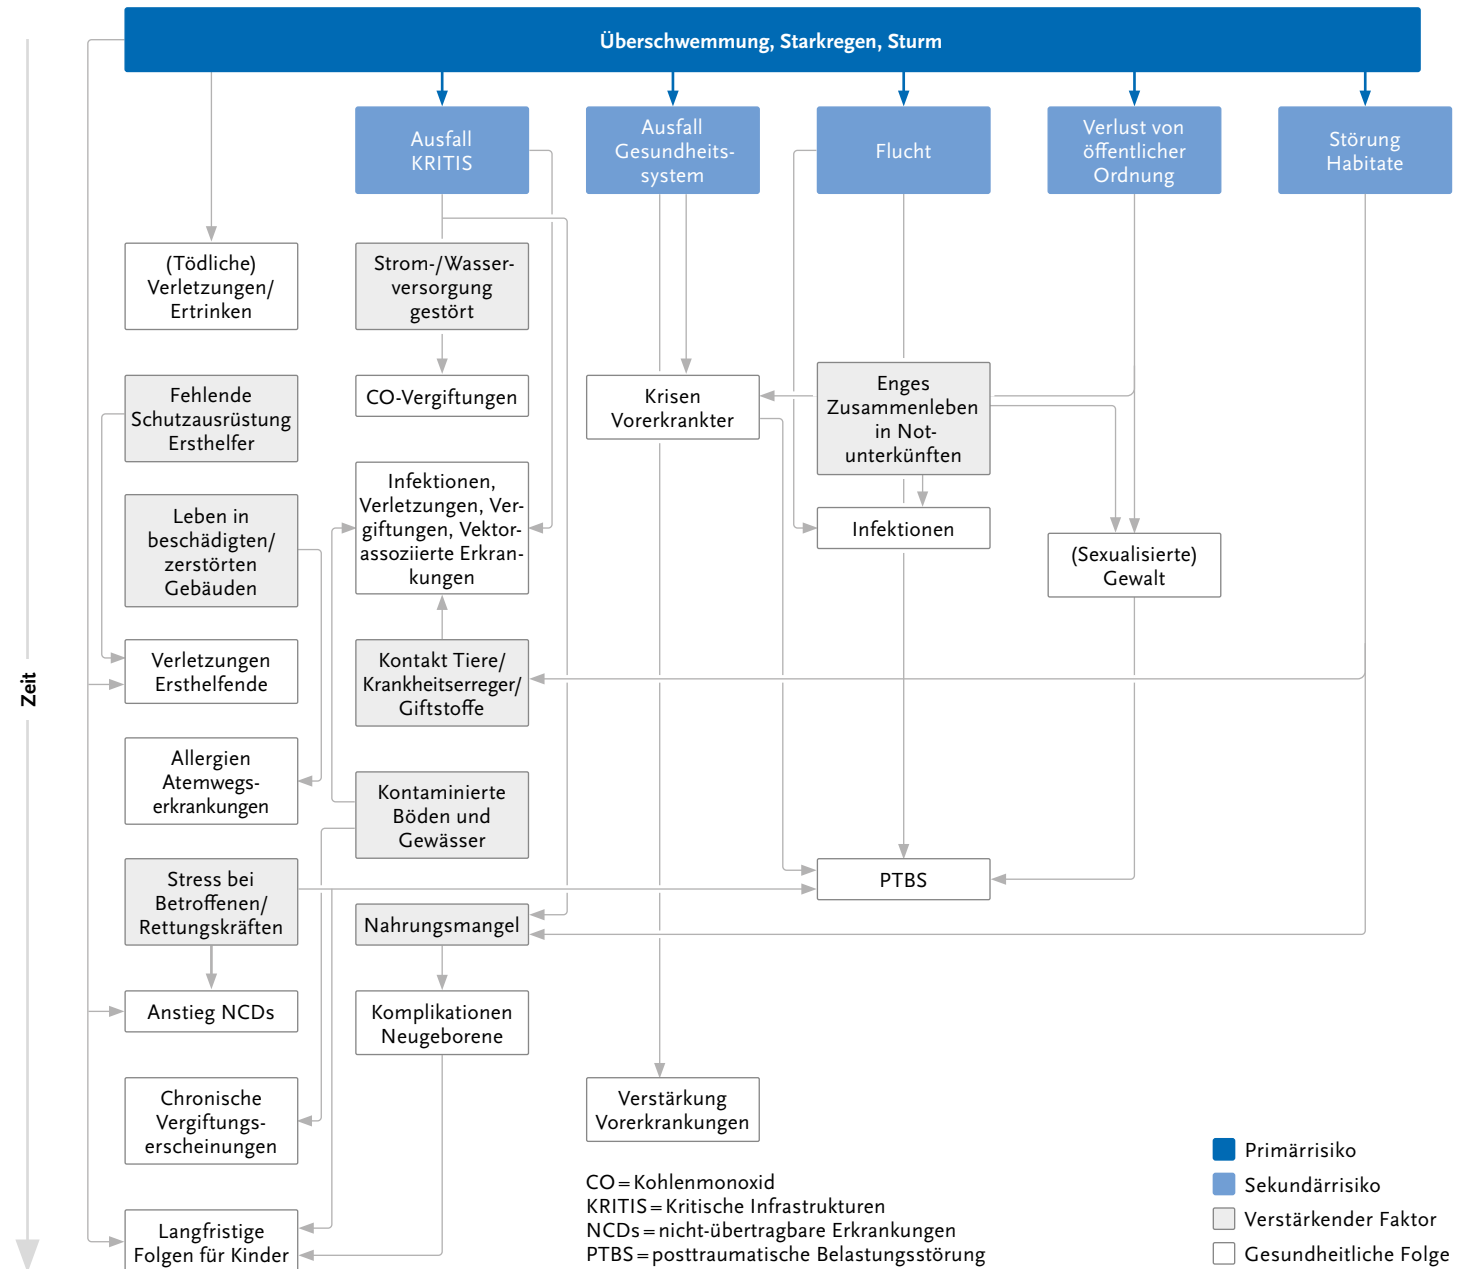 Überschwemmung, Starkregen, Sturm
Ausfall
KRITIS
Ausfall
Gesundheits-
system
Flucht
Verlust von
öffentlicher
Ordnung
Störung
Habitate
(Tödliche)
Verletzungen/
Ertrinken
Strom-/Wasser-
versorgung
gestört
Fehlende
Schutzausrüstung
Ersthelfer
CO-Vergiftungen
Krisen
Vorerkrankter
Enges
Zusammenleben
in Not-
unterkünften
Leben in
beschädigten/
zerstörten
Gebäuden
Infektionen,
Verletzungen, Ver-
giftungen, Vektor-
assoziierte Erkran-
kungen
Infektionen
(Sexualisierte)
Gewalt
Zeit
Verletzungen
Ersthelfende
Kontakt Tiere/
Krankheitserreger/
Giftstoffe
Allergien
Atemwegs-
erkrankungen
Kontaminierte
Böden und
Gewässer
Stress bei
Betroffenen/
Rettungskräften
PTBS
Nahrungsmangel
Anstieg NCDs
Komplikationen
Neugeborene
Chronische
Vergiftungs-
erscheinungen
Verstärkung
Vorerkrankungen
Langfristige
Folgen für Kinder
CO = Kohlenmonoxid
KRITIS = Kritische Infrastrukturen
NCDs = nicht-übertragbare Erkrankungen
PTBS = posttraumatische Belastungsstörung
Primärrisiko
Sekundärrisiko
Verstärkender Faktor
Gesundheitliche Folge